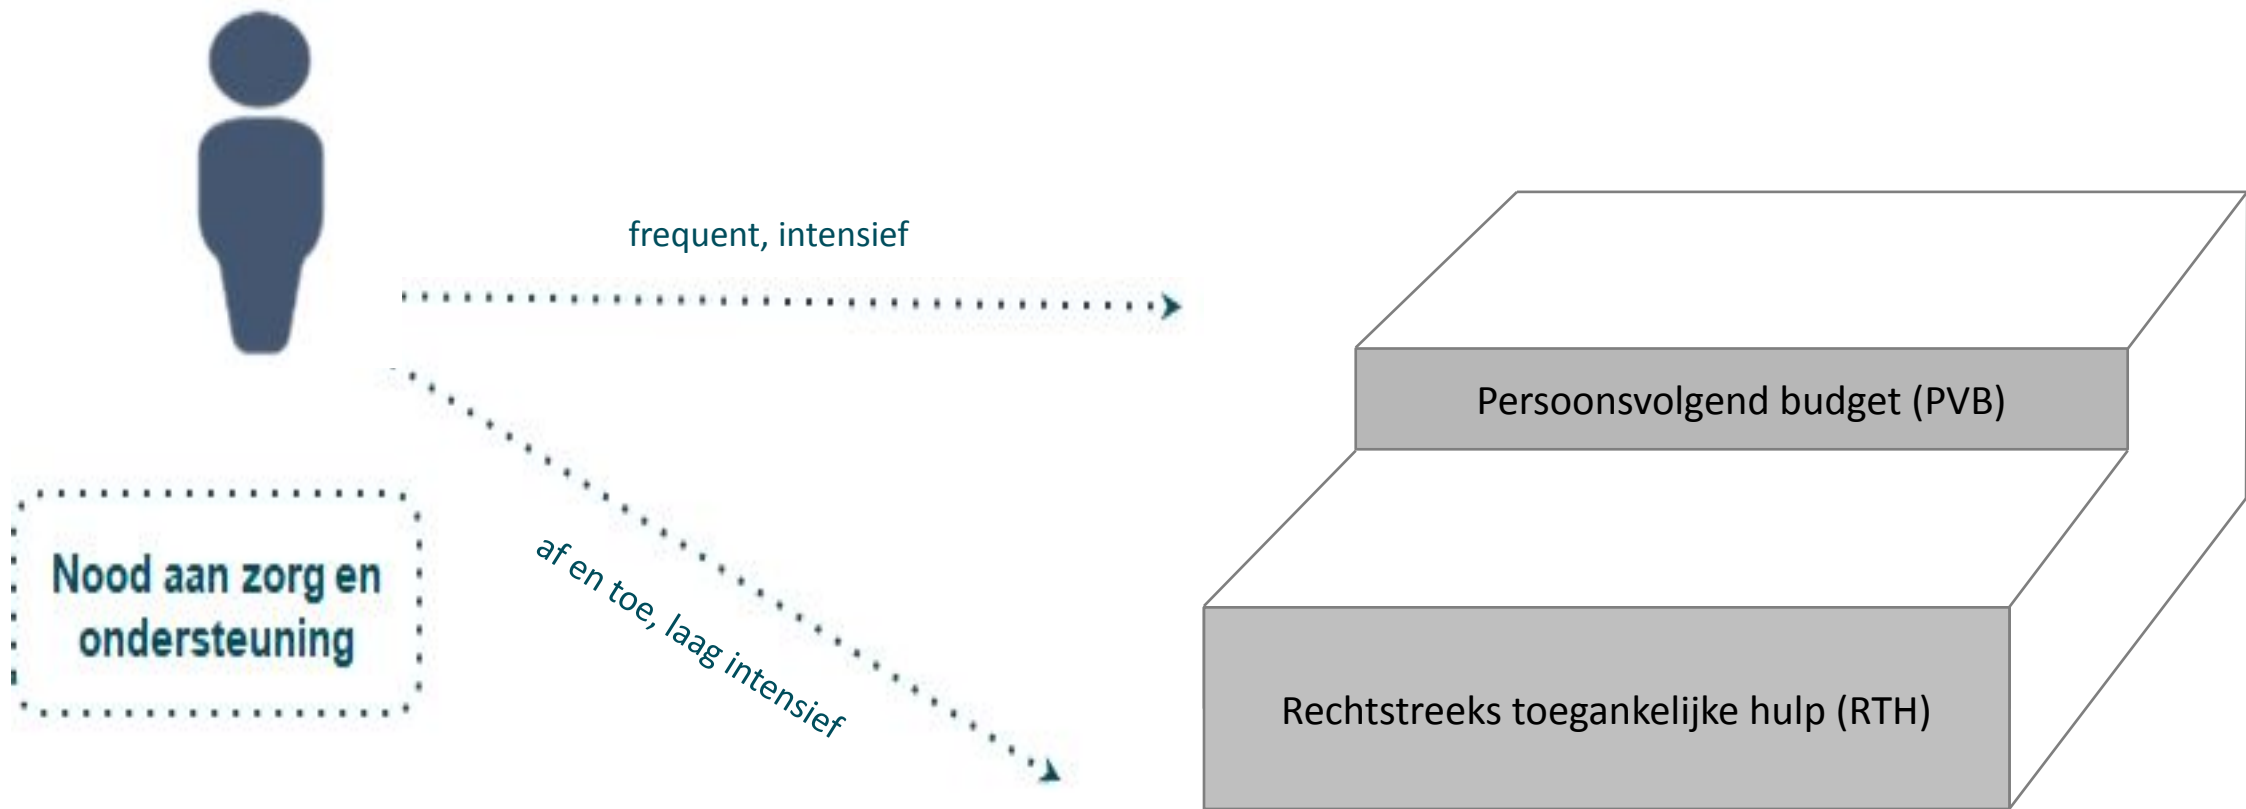 frequent, intensief
Persoonsvolgend budget (PVB)
Nood aan zorg en
ondersteuning
af en toe, laag intensief
Rechtstreeks toegankelijke hulp (RTH)